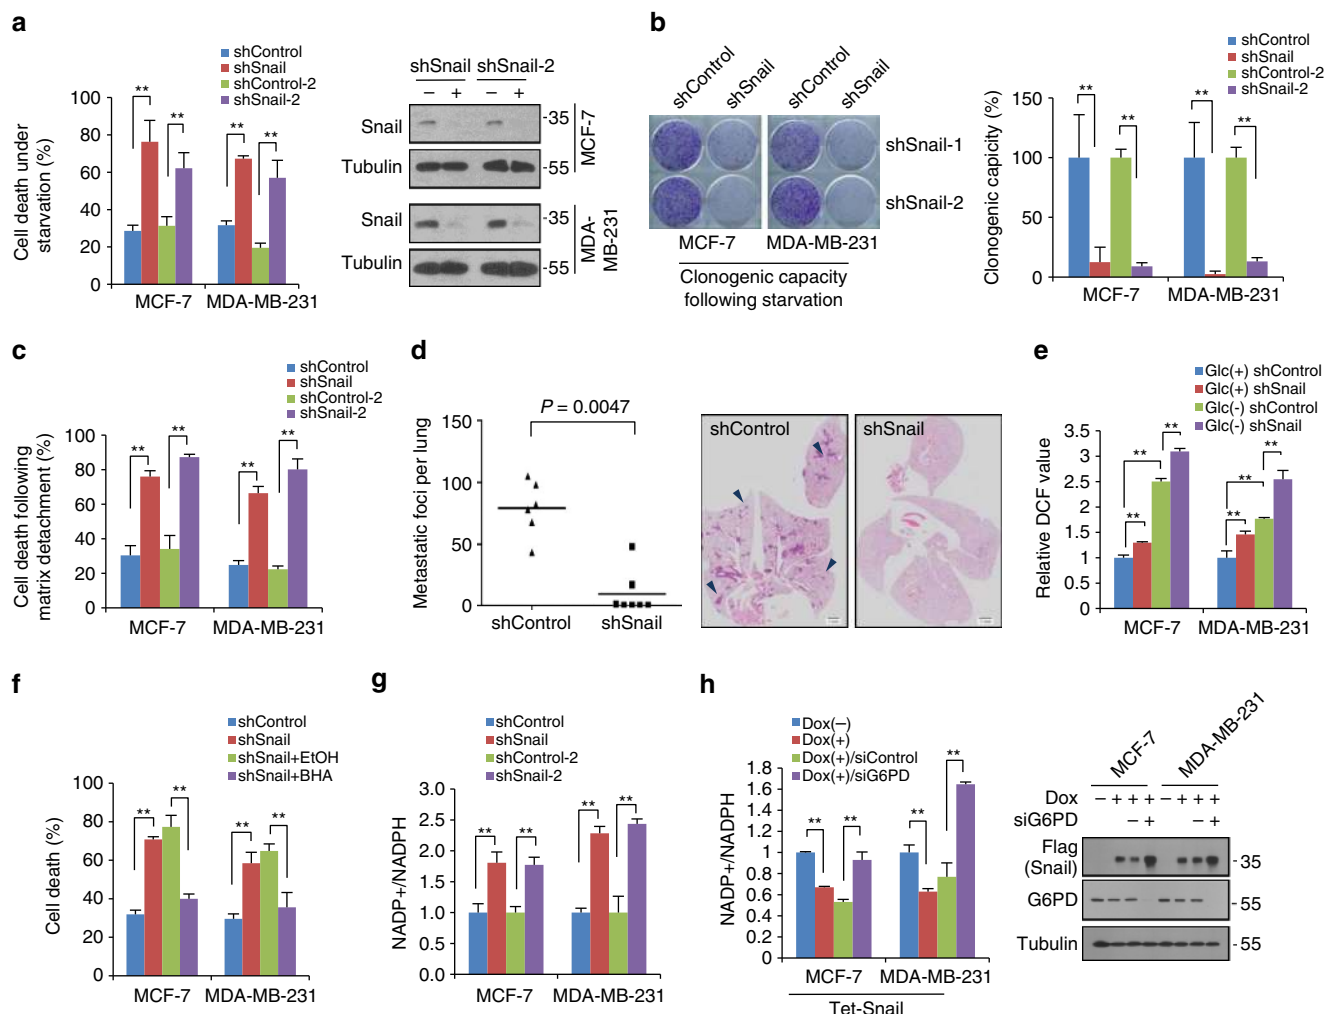 a
shControl
shSnail
shControl-2
shSnail-2
Cell death under
starvation (%)
100
80
60
40
20
0
**
**
**
**
MCF-7
MDA-MB-231
shSnail shSnail-2
– + – +
Snail
Tubulin
-35
-55
MCF-7
Snail
Tubulin
-35
-55
MDA-
MB-231
b
shControl
shSnail
shControl
shSnail
shSnail-1
shSnail-2
MCF-7 MDA-MB-231
Clonogenic capacity
following starvation
shControl
shSnail
shControl-2
shSnail-2
Clonogenic capicity (%)
150
100
50
0
**
**
**
**
MCF-7
MDA-MB-231
c
shControl
shSnail
shControl-2
shSnail-2
Cell death following
matrix detachment (%)
100
80
60
40
20
0
**
**
**
**
MCF-7
MDA-MB-231
d
P = 0.0047
Metastatic foci per lung
150
100
50
0
shControl
shSnail
shControl
shSnail
e
Glc(+) shControl
Glc(+) shSnail
Glc(-) shControl
Glc(-) shSnail
Relative DCF value
3.5
3
2.5
2
1.5
1
0.5
0
**
**
**
**
**
**
MCF-7
MDA-MB-231
f
shControl
shSnail
shSnail+EtOH
shSnail+BHA
Cell death (%)
100
80
60
40
20
0
**
**
**
**
MCF-7
MDA-MB-231
g
shControl
shSnail
shControl-2
shSnail-2
NADP+/NADPH
3.0
2.5
2.0
1.5
1.0
0.5
0.0
**
**
**
**
MCF-7
MDA-MB-231
h
Dox(–)
Dox(+)
Dox(+)/siControl
Dox(+)/siG6PD
NADP+/NADPH
1.8
1.6
1.4
1.2
1
0.8
0.6
0.4
0.2
0
**
**
**
**
MCF-7
MDA-MB-231
Tet-Snail
MCF-7
MDA-MB-231
Dox – + + + – + + +
siG6PD – + – +
Flag
(Snail)
-35
G6PD
-55
Tubulin
-55